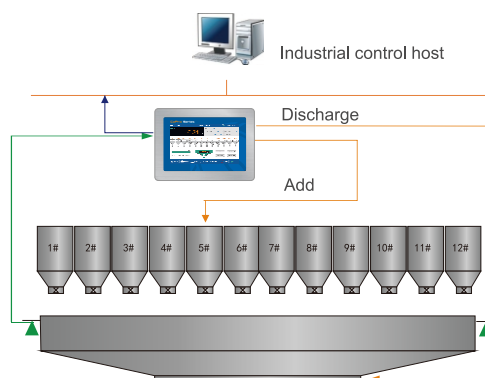 Industrial control host
Discharge
Add
1# 2# 3# 4# 5# 6# 7# 8# 9# 10# 11# 12#